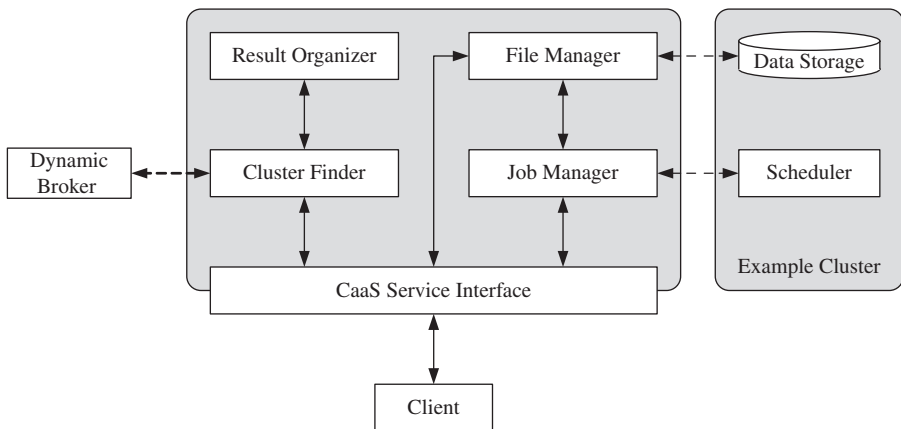 Result Organizer
File Manager
Data Storage
Dynamic
Broker
Cluster Finder
Job Manager
Scheduler
Example Cluster
CaaS Service Interface
Client